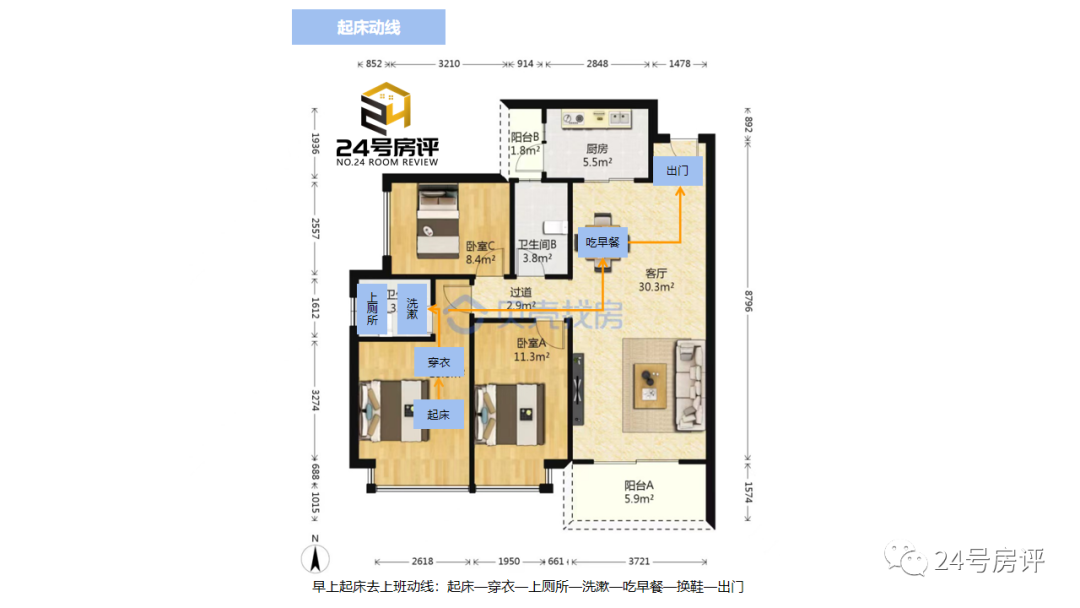 起床动线
852 3210 914 2848 1478
24号房评
NO.24 ROOM REVIEW
1936
2557
1612
3274
688
1015
892
8796
1574
阳台B
1.8m²
厨房
5.5m²
出门
卧室C
8.4m²
卫生间B
3.8m²
吃早餐
客厅
30.3m²
上厕所
洗漱
过道
2.9m²
贝壳找房
穿衣
卧室A
11.3m²
起床
阳台A
5.9m²
N
2618 1950 661 3721
早上起床去上班动线：起床—穿衣—上厕所—洗漱—吃早餐—换鞋—出门
24号房评